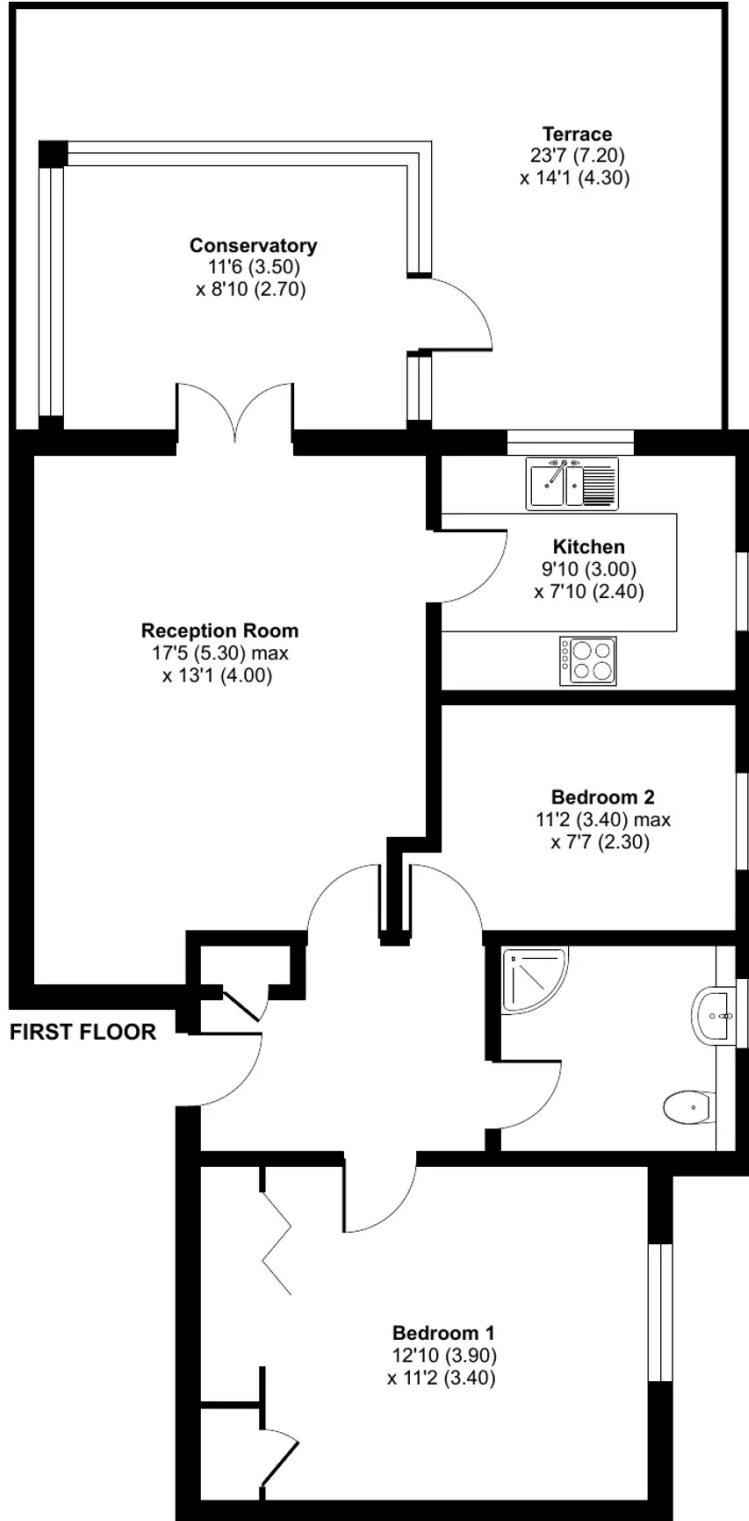 Terrace
23'7 (7.20)
x 14'1 (4.30)
Conservatory
11'6 (3.50)
x 8'10 (2.70)
Kitchen
9'10 (3.00)
x 7'10 (2.40)
Reception Room
17'5 (5.30) max
x 13'1 (4.00)
Bedroom 2
11'2 (3.40) max
x 7'7 (2.30)
FIRST FLOOR
Bedroom 1
12'10 (3.90)
x 11'2 (3.40)